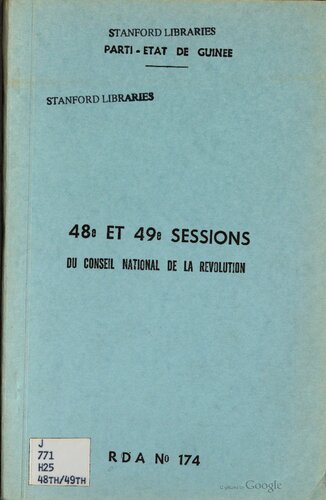 STANFORD LIBRARIES
PARTI - ETAT DE GUINEE
STANFORD LIBRARIES
48e ET 49e SESSIONS
DU CONSEIL NATIONAL DE LA REVOLUTION
J
771
H25
48TH/49TH
RDA No 174
Google